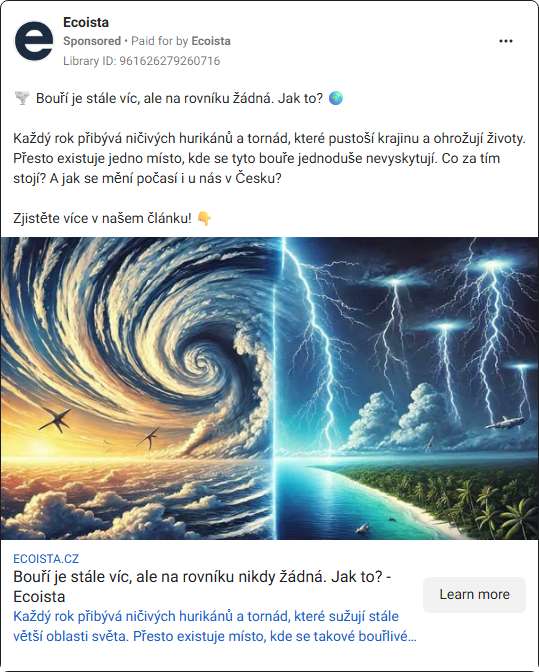 Ecoista
Sponsored • Paid for by Ecoista
Library ID: 961626279260716
🌪️ Bouří je stále víc, ale na rovníku žádná. Jak to? 🌍
Každý rok přibývá ničivých hurikánů a tornád, které pustoší krajinu a ohrožují životy.
Přesto existuje jedno místo, kde se tyto bouře jednoduše nevyskytují. Co za tím
stojí? A jak se mění počasí i u nás v Česku?
Zjistěte více v našem článku! 👇
ECOISTA.CZ
Bouří je stále víc, ale na rovníku nikdy žádná. Jak to? -
Ecoista
Learn more
Každý rok přibývá ničivých hurikánů a tornád, které sužují stále
větší oblasti světa. Přesto existuje místo, kde se takové bouřlivé...